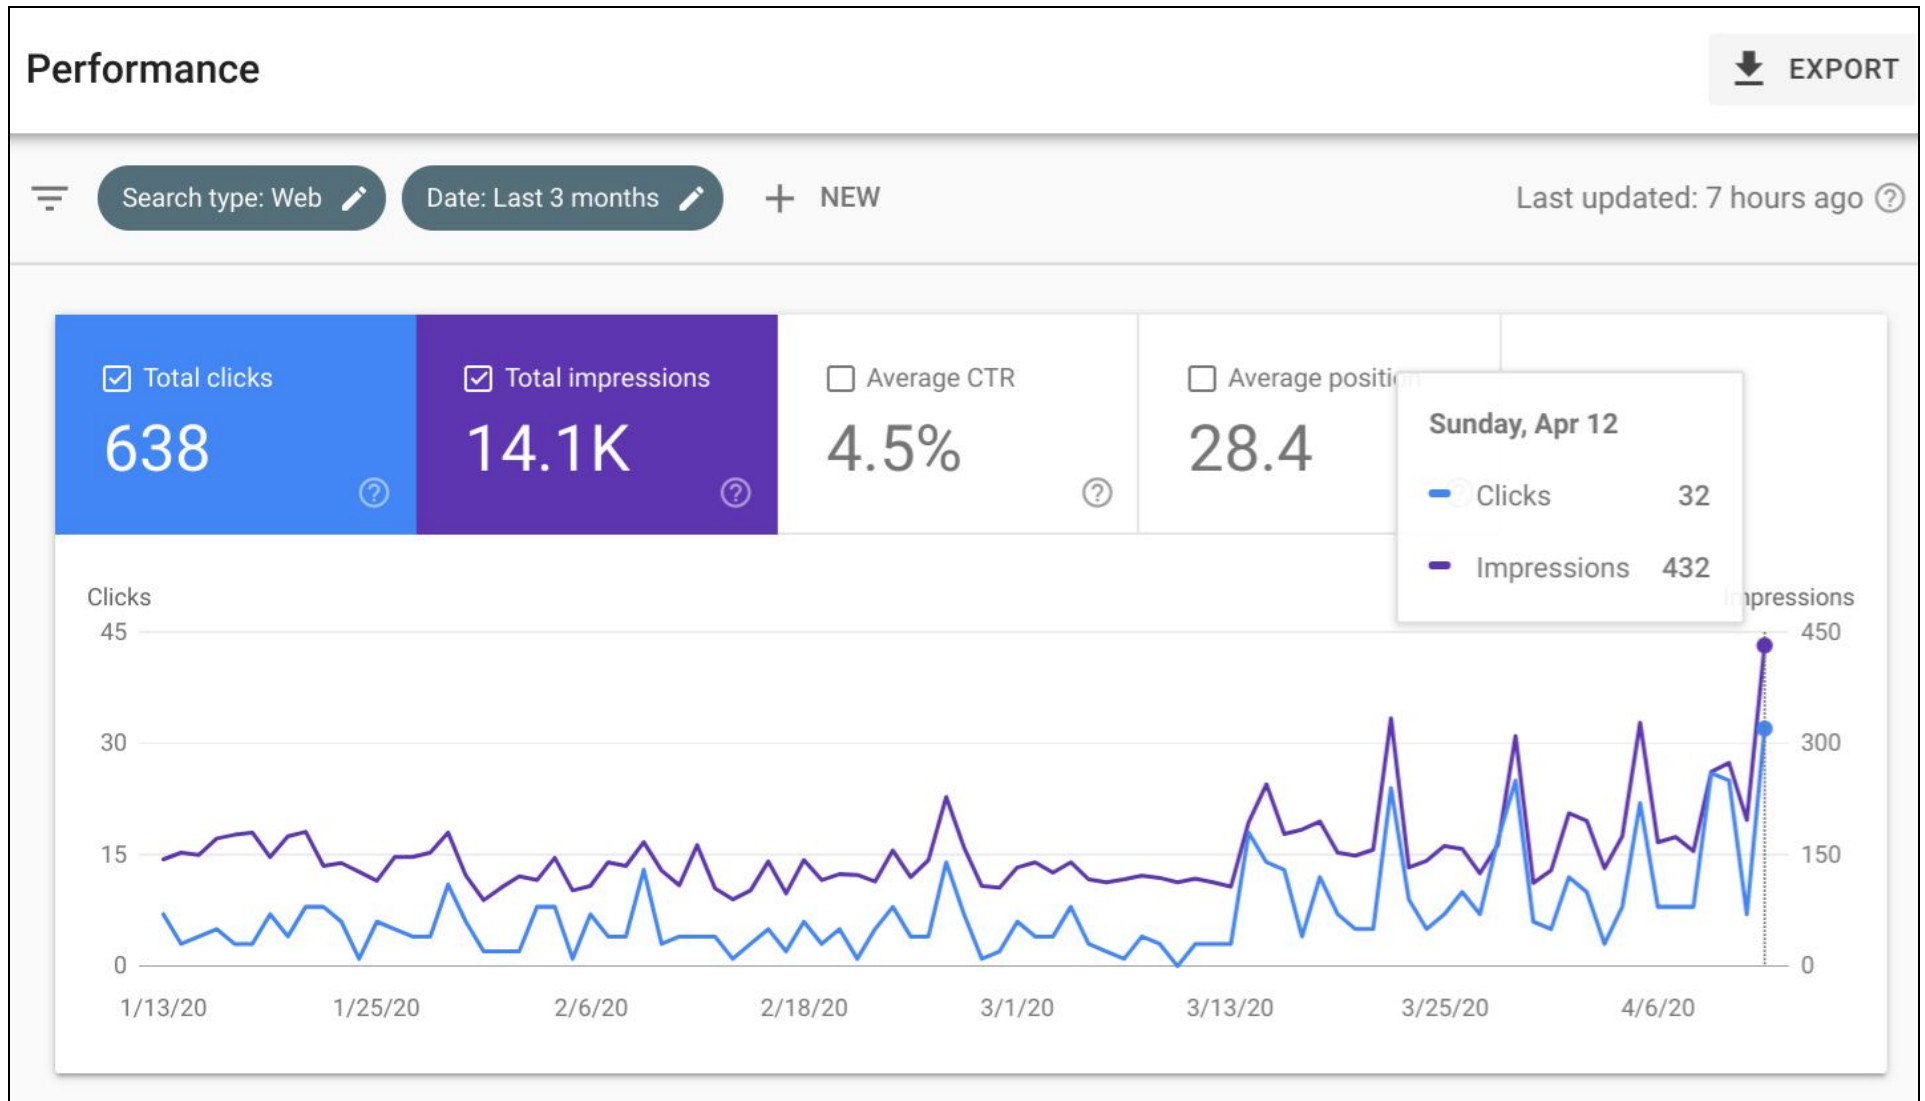 Performance
EXPORT
Search type: Web
Date: Last 3 months
NEW
Last updated: 7 hours ago
Total clicks
638
Total impressions
14.1K
Average CTR
4.5%
Average position
28.4
Sunday, Apr 12
Clicks 32
Impressions 432
Clicks
Impressions
45
450
30
300
15
150
0
0
1/13/20 1/25/20 2/6/20 2/18/20 3/1/20 3/13/20 3/25/20 4/6/20